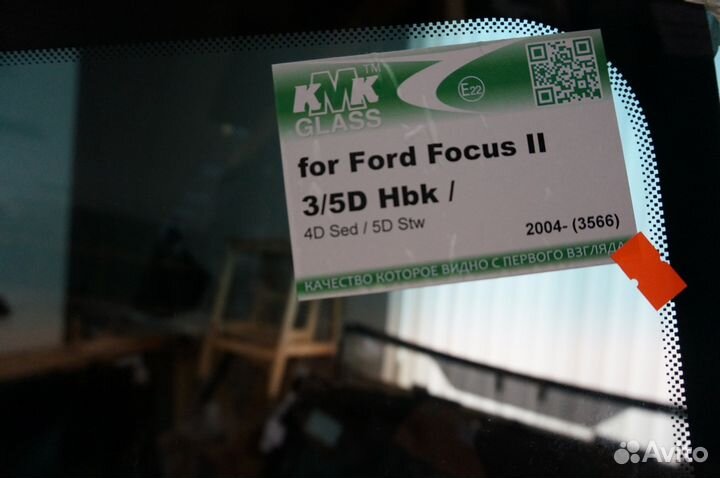 KMK TM
GLASS
E22
for Ford Focus II
3/5D Hbk /
4D Sed / 5D Stw
2004- (3566)
КАЧЕСТВО КОТОРОЕ ВИДНО С ПЕРВОГО ВЗГЛЯДА
Avito